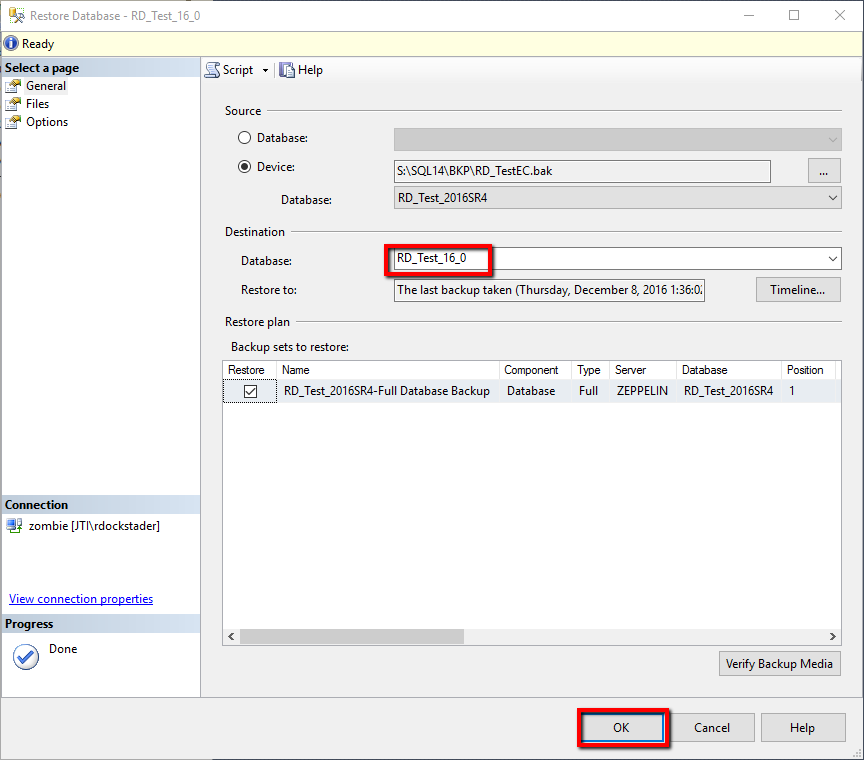 Restore Database - RD_Test_16_0
Ready
Select a page
General
Files
Options
Script
Help
Source
Database:
Device:
S:\SQL14\BKP\RD_TestEC.bak
...
Database:
RD_Test_2016SR4
Destination
Database:
RD_Test_16_0
Restore to:
The last backup taken (Thursday, December 8, 2016 1:36:02
Timeline...
Restore plan
Backup sets to restore:
Restore Name Component Type Server Database Position
RD_Test_2016SR4-Full Database Backup Database Full ZEPPELIN RD_Test_2016SR4 1
Connection
zombie [JTI\rdockstader]
View connection properties
Progress
Done
Verify Backup Media
OK
Cancel
Help